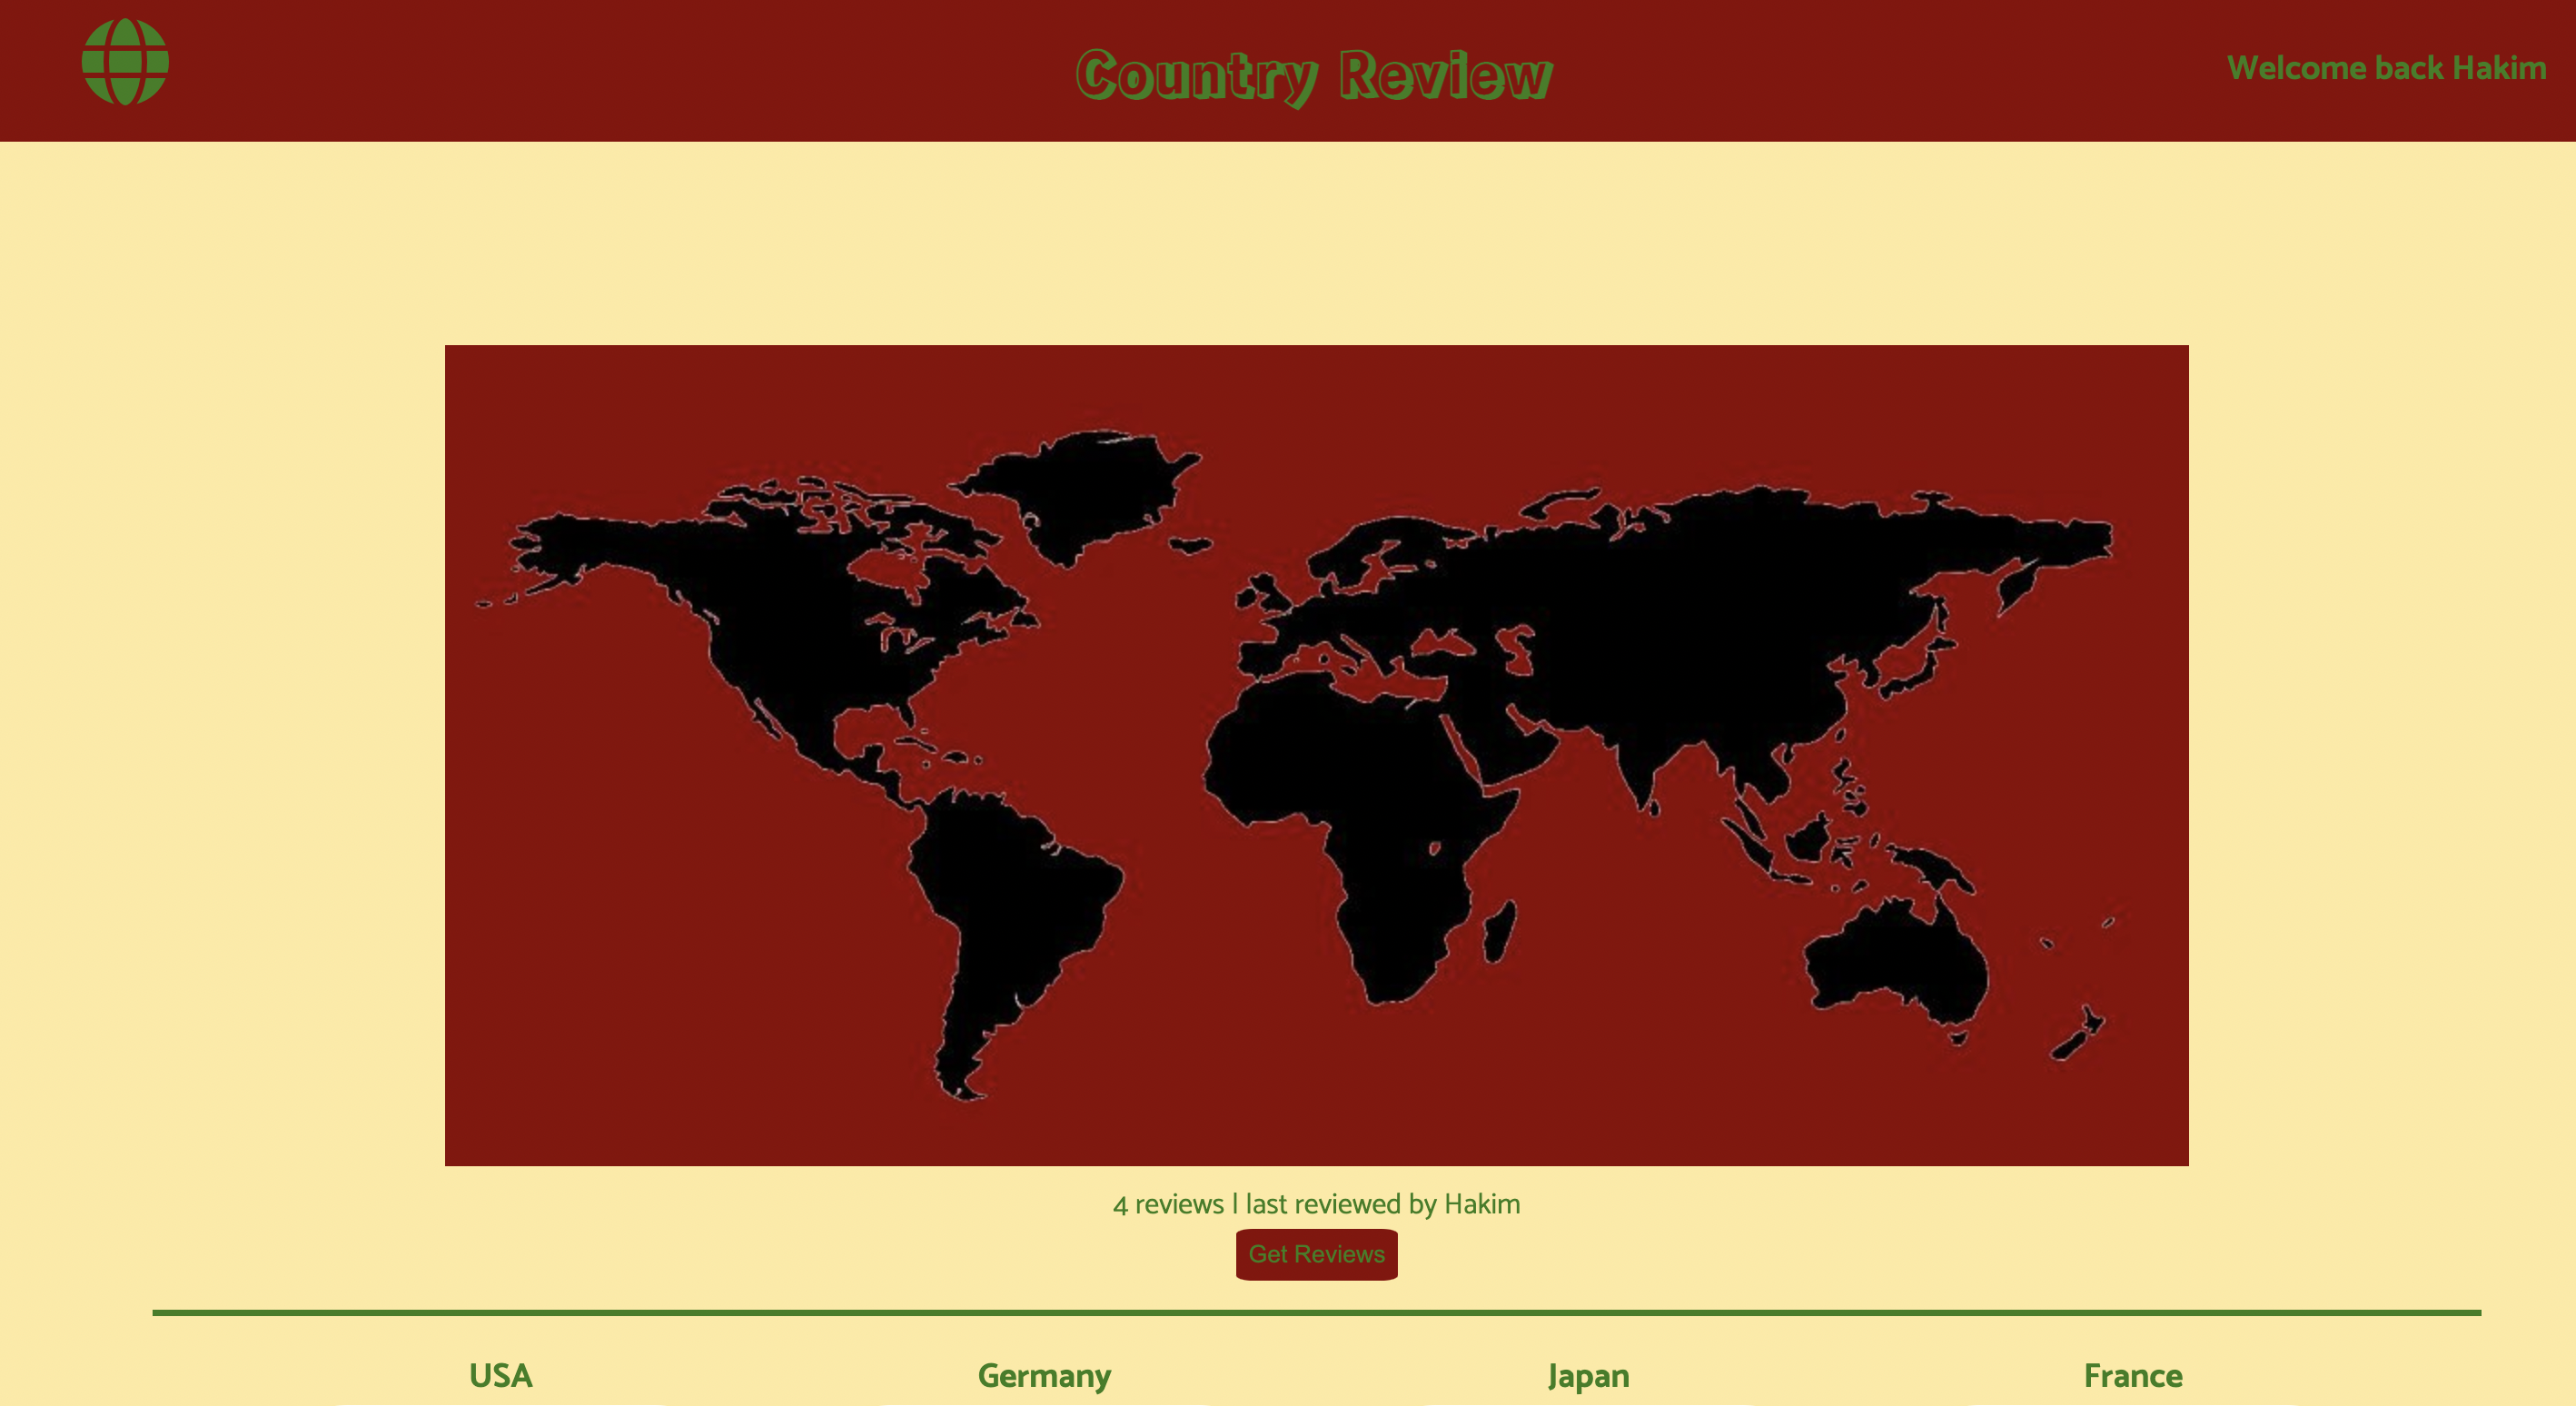 Country Review
Welcome back Hakim
4 reviews | last reviewed by Hakim
Get Reviews
USA
Germany
Japan
France